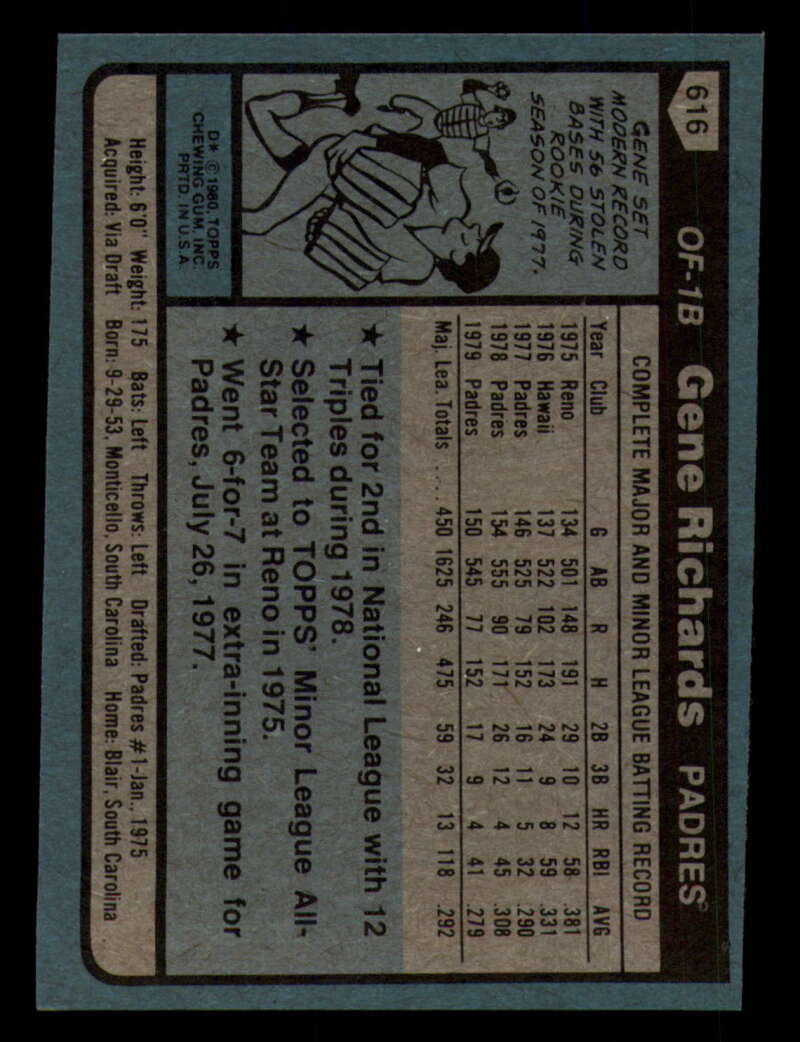 616 OF-1B Gene Richards PADRES®
GENE SET
MODERN RECORD
WITH 56 STOLEN
BASES DURING
ROOKIE
SEASON OF 1977.
D* © 1980 TOPPS
CHEWING GUM, INC.
PRTD. IN U.S.A.
COMPLETE MAJOR AND MINOR LEAGUE BATTING RECORD
Year Club G AB R H 2B 3B HR RBI AVG
1975 Reno 134 501 148 191 29 10 12 58 .381
1976 Hawaii 137 522 102 173 24 9 8 59 .331
1977 Padres 146 525 79 152 16 11 5 32 .290
1978 Padres 154 555 90 171 26 12 4 45 .308
1979 Padres 150 545 77 152 17 9 4 41 .279
Maj. Lea. Totals .... 450 1625 246 475 59 32 13 118 .292
★ Tied for 2nd in National League with 12
Triples during 1978.
★ Selected to TOPPS' Minor League All-
Star Team at Reno in 1975.
★ Went 6-for-7 in extra-inning game for
Padres, July 26, 1977.
Height: 6'0" Weight: 175 Bats: Left Throws: Left Drafted: Padres #1-Jan., 1975
Acquired: Via Draft Born: 9-29-53, Monticello, South Carolina Home: Blair, South Carolina